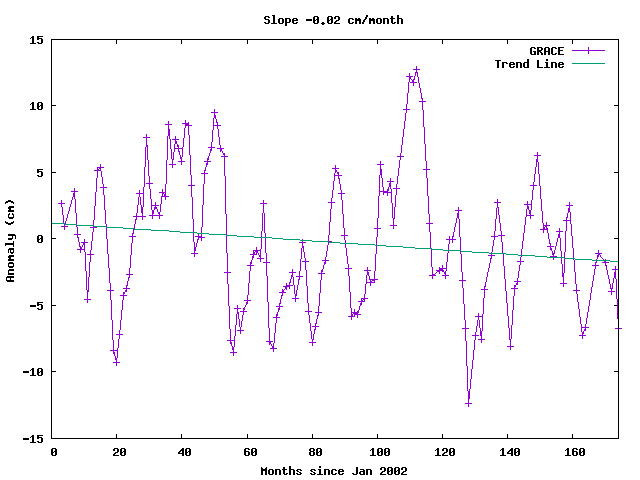 Slope -0.02 cm/month
GRACE
Trend Line
15
10
5
0
-5
-10
-15
Anomaly (cm)
0 20 40 60 80 100 120 140 160
Months since Jan 2002